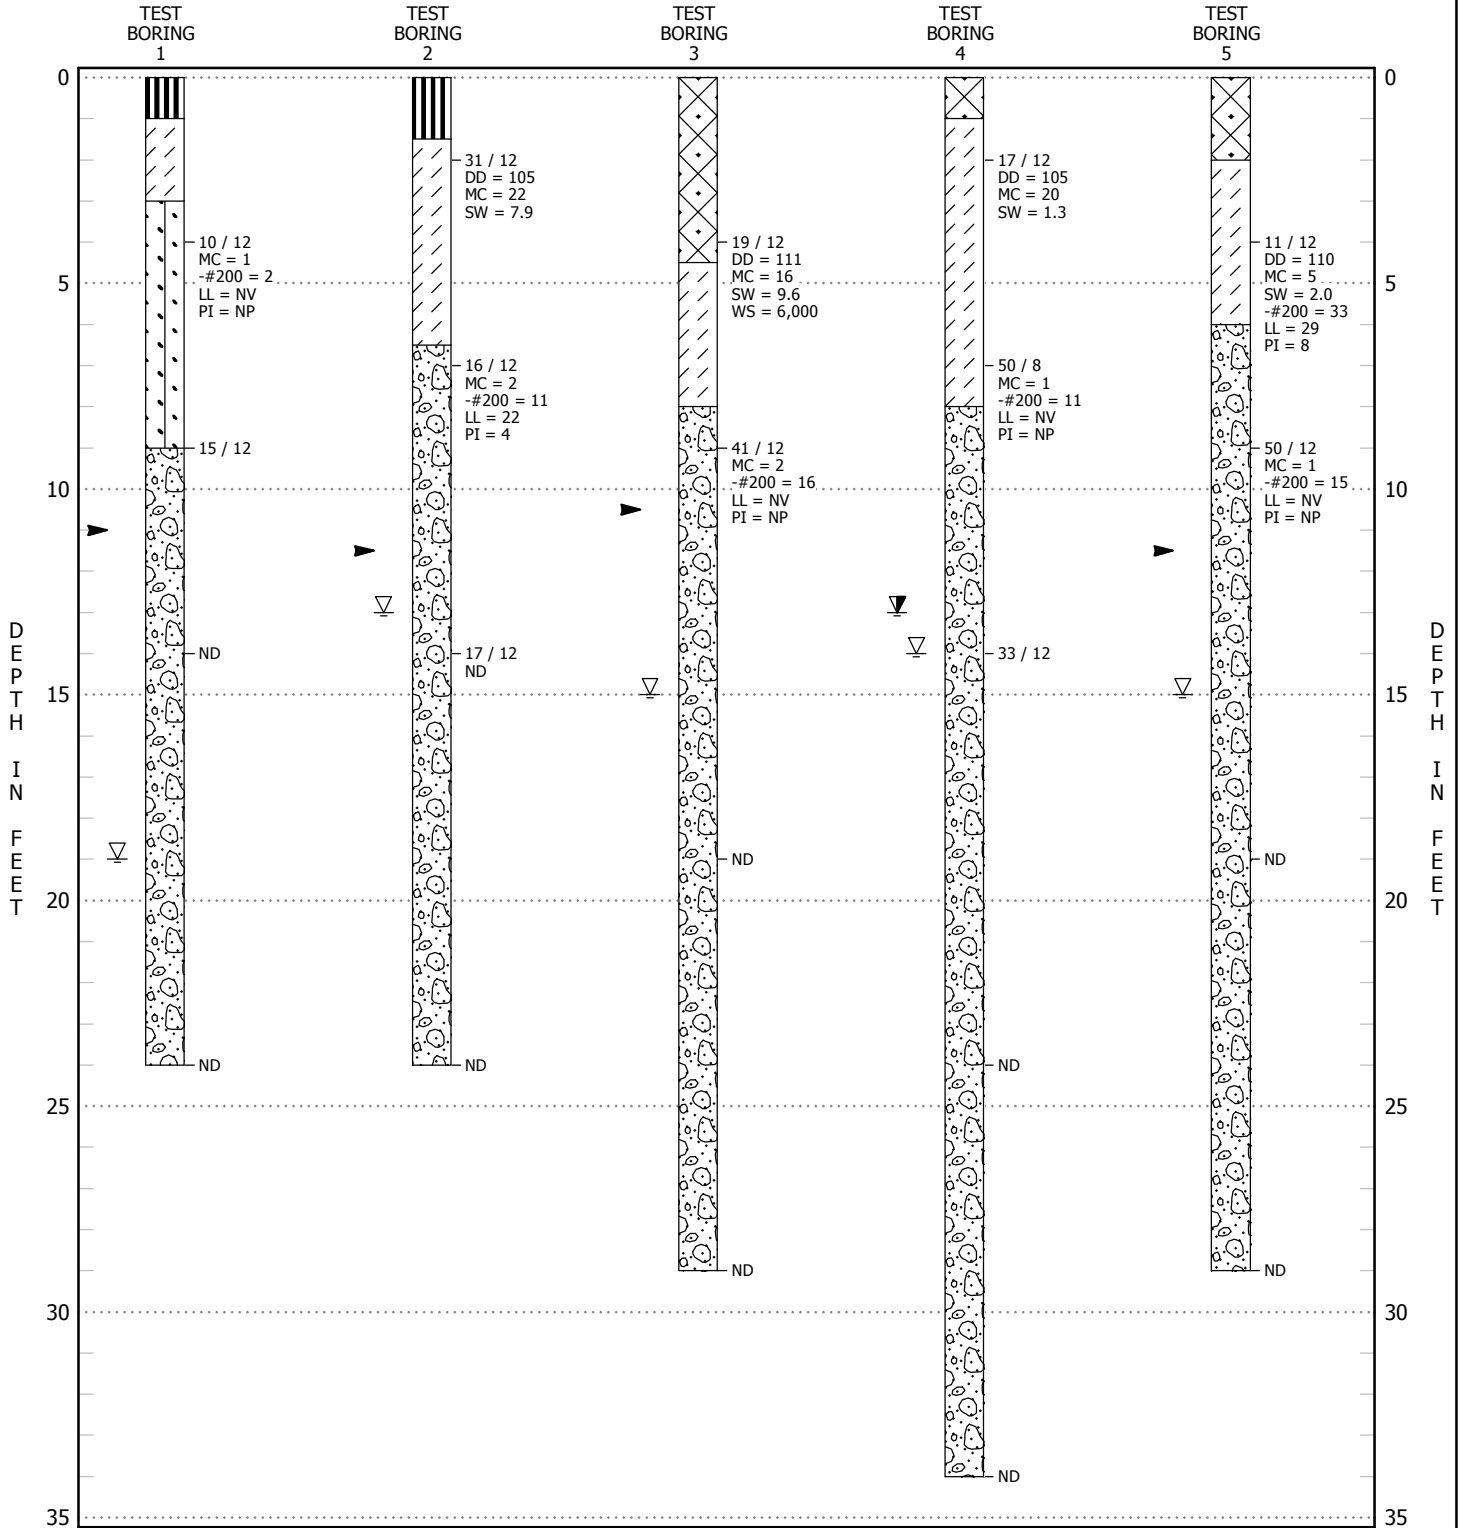 TEST
BORING
1
TEST
BORING
2
TEST
BORING
3
TEST
BORING
4
TEST
BORING
5
0
5
10
15
20
25
30
35
DEPTH IN FEET
10 / 12
MC = 1
-#200 = 2
LL = NV
PI = NP
15 / 12
ND
ND
31 / 12
DD = 105
MC = 22
SW = 7.9
16 / 12
MC = 2
-#200 = 11
LL = 22
PI = 4
17 / 12
ND
ND
19 / 12
DD = 111
MC = 16
SW = 9.6
WS = 6,000
41 / 12
MC = 2
-#200 = 16
LL = NV
PI = NP
ND
ND
17 / 12
DD = 105
MC = 20
SW = 1.3
50 / 8
MC = 1
-#200 = 11
LL = NV
PI = NP
33 / 12
ND
ND
11 / 12
DD = 110
MC = 5
SW = 2.0
-#200 = 33
LL = 29
PI = 8
50 / 12
MC = 1
-#200 = 15
LL = NV
PI = NP
ND
ND
0
5
10
15
20
25
30
35
DEPTH IN FEET